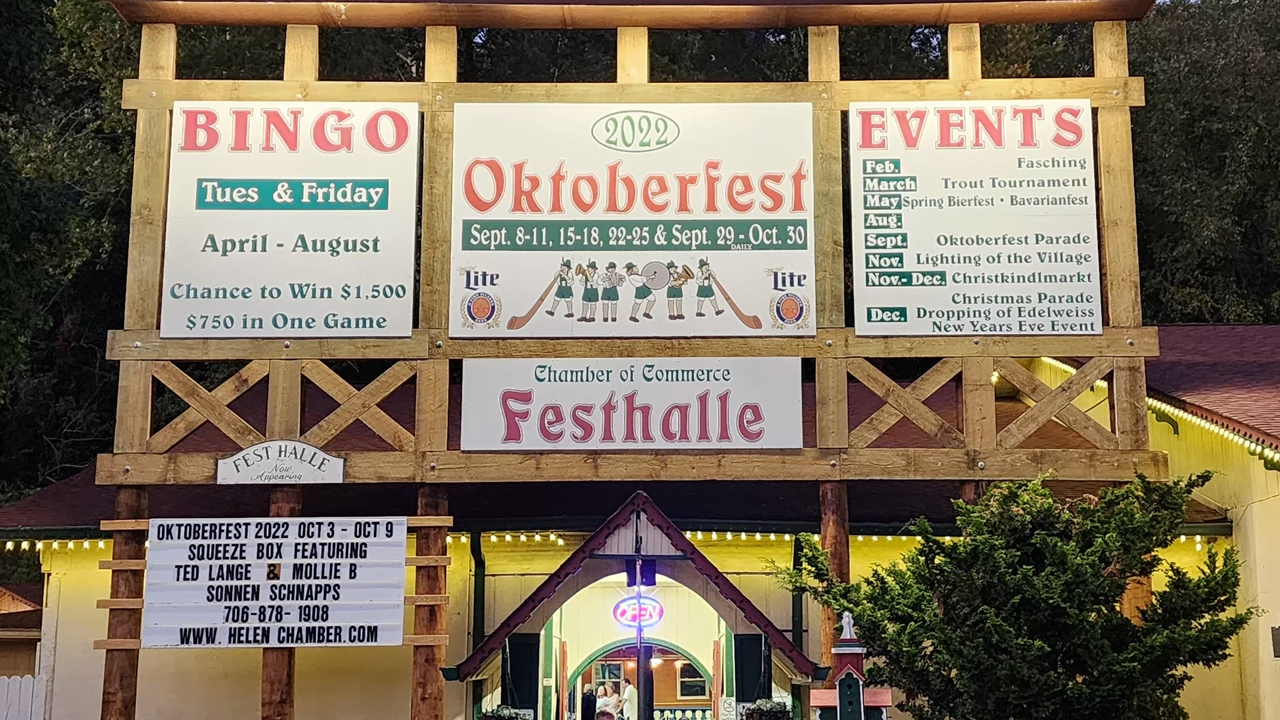 BINGO
Tues & Friday
April - August
Chance to Win $1,500
$750 in One Game
2022
Oktoberfest
Sept. 8-11, 15-18, 22-25 & Sept. 29 - Oct. 30
DAILY
Lite
Lite
EVENTS
Feb. Fasching
March Trout Tournament
May Spring Bierfest • Bavarianfest
Aug.
Sept. Oktoberfest Parade
Nov. Lighting of the Village
Nov.- Dec. Christkindlmarkt
Christmas Parade
Dec. Dropping of Edelweiss
New Years Eve Event
Chamber of Commerce
Festhalle
FEST HALLE
Now
Appearing
OKTOBERFEST 2022 OCT 3 - OCT 9
SQUEEZE BOX FEATURING
TED LANGE & MOLLIE B
SONNEN SCHNAPPS
706-878-1908
WWW. HELEN CHAMBER.COM
OPEN